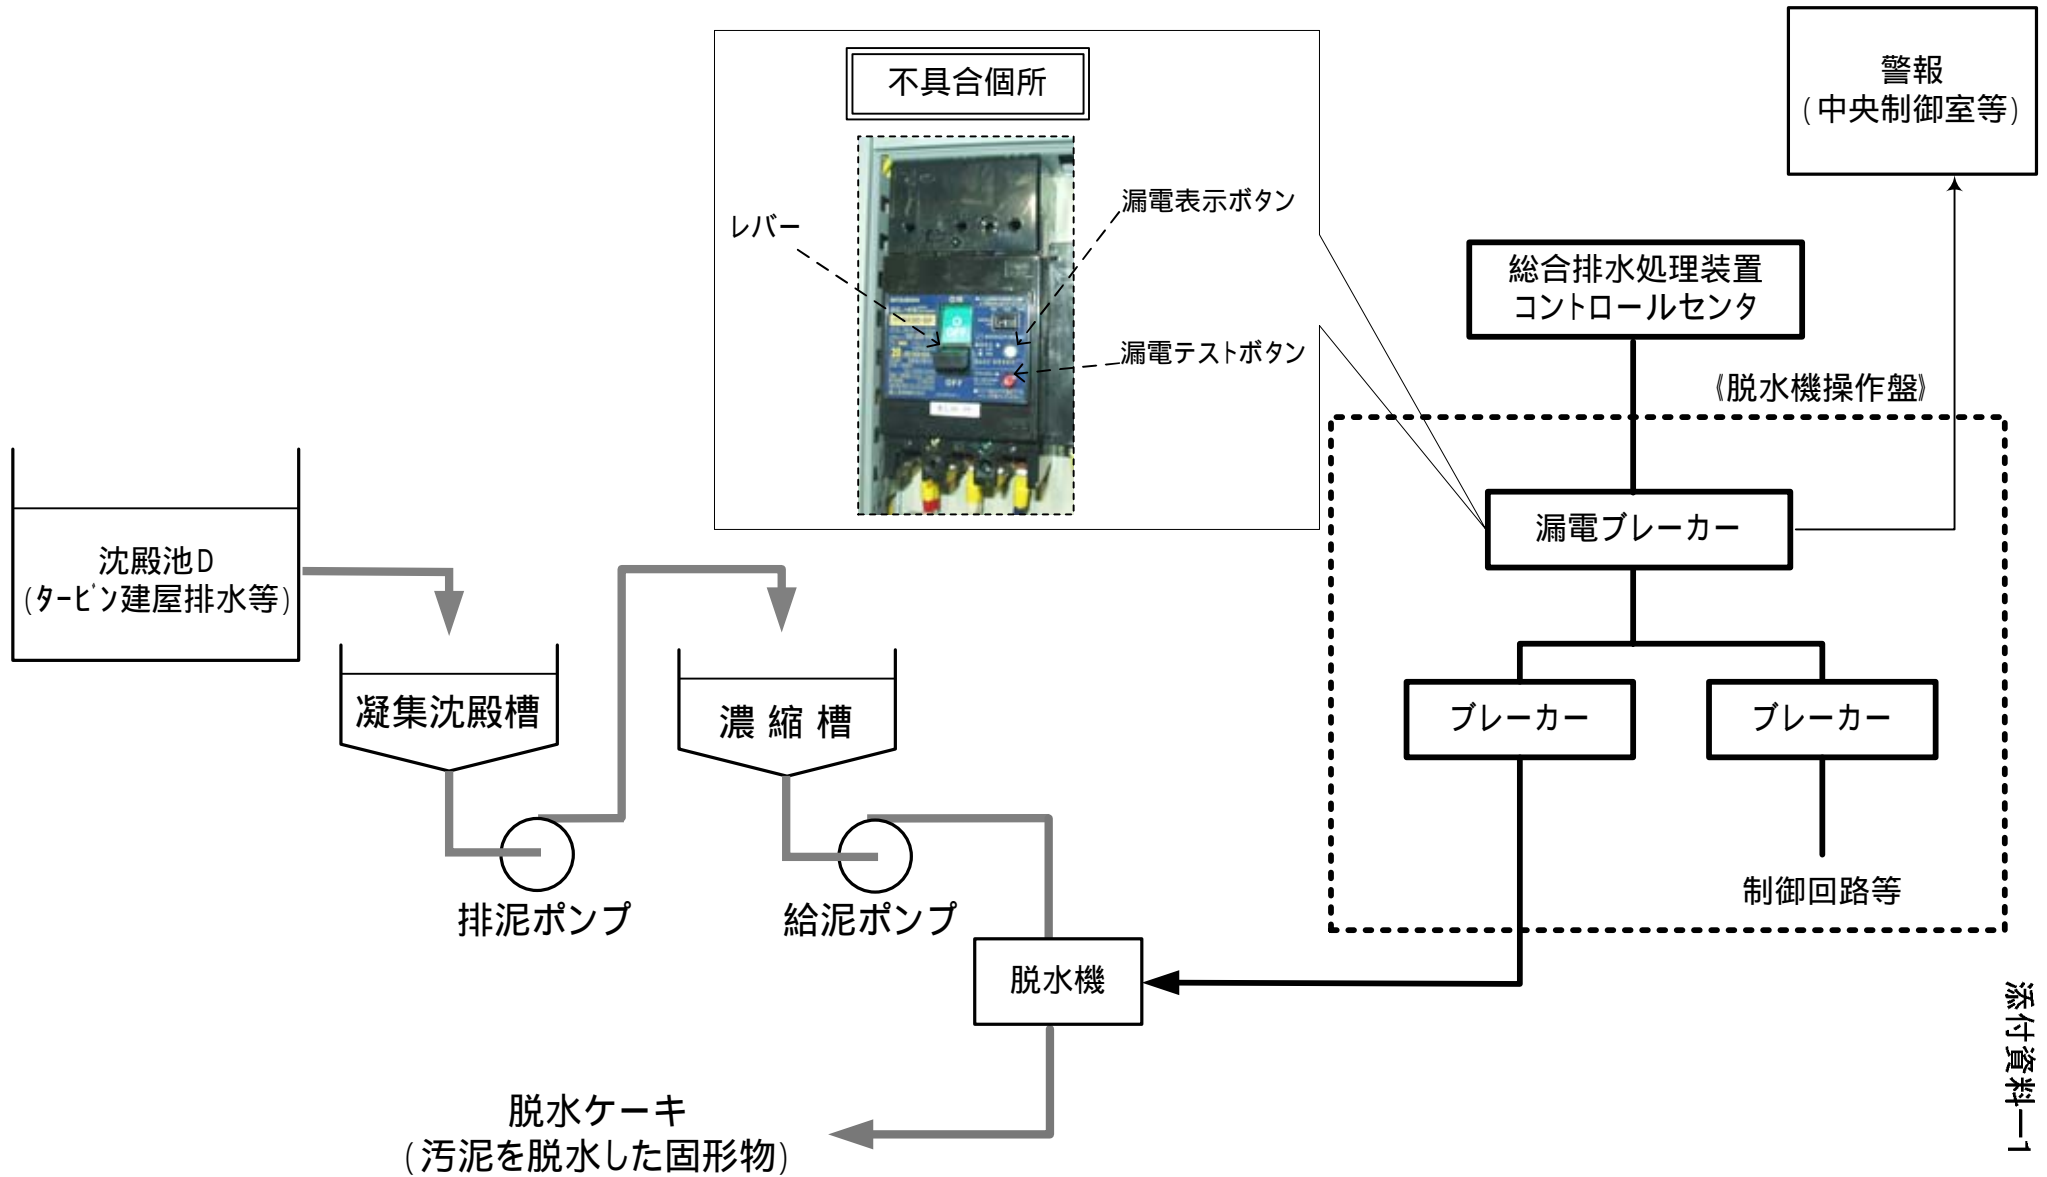 不具合個所
レバー
漏電表示ボタン
漏電テストボタン
OFF
OFF
警報
(中央制御室等)
総合排水処理装置
コントロールセンタ
《脱水機操作盤》
漏電ブレーカー
ブレーカー
ブレーカー
制御回路等
沈殿池D
(タービン建屋排水等)
凝集沈殿槽
濃縮槽
排泥ポンプ
給泥ポンプ
脱水機
脱水ケーキ
(汚泥を脱水した固形物)
添付資料－1